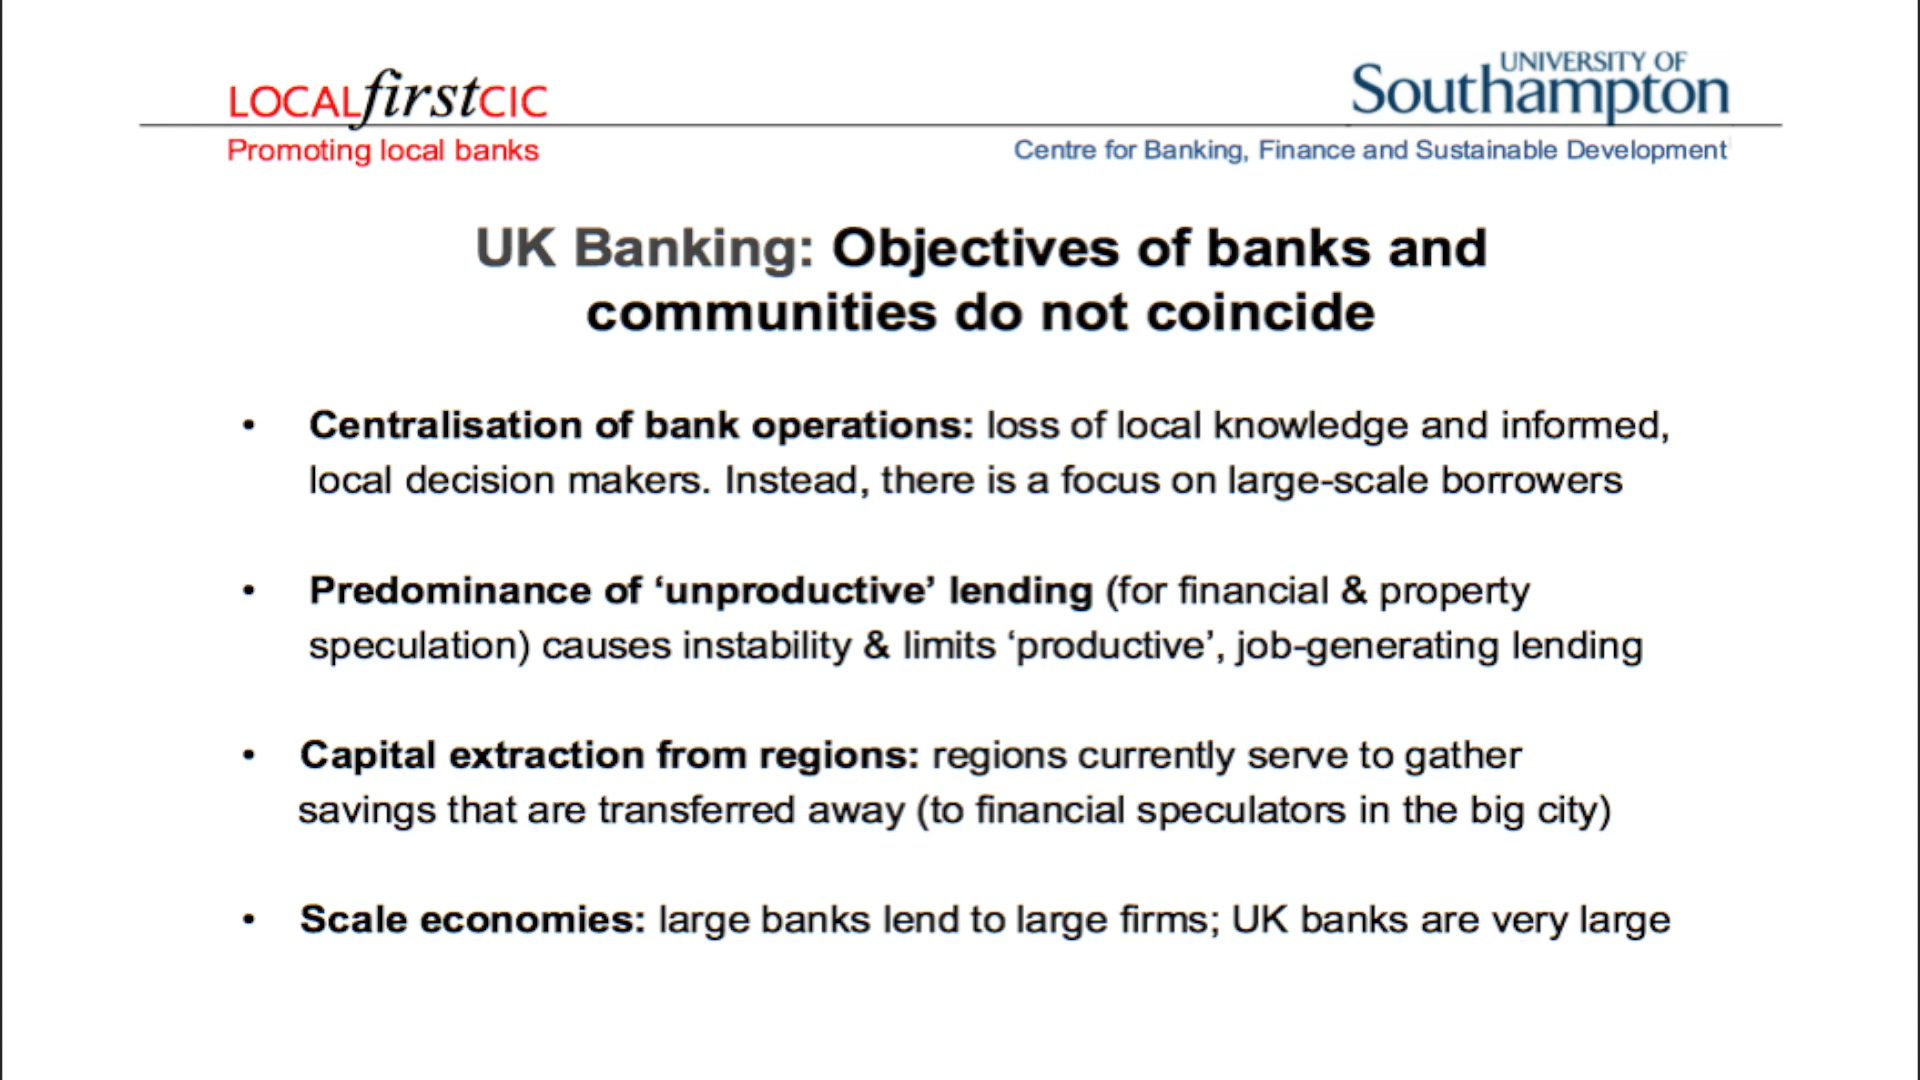 LOCALfirstCIC
Promoting local banks
UNIVERSITY OF
Southampton
Centre for Banking, Finance and Sustainable Development
UK Banking: Objectives of banks and
communities do not coincide
• Centralisation of bank operations: loss of local knowledge and informed,
local decision makers. Instead, there is a focus on large-scale borrowers
• Predominance of ‘unproductive’ lending (for financial & property
speculation) causes instability & limits ‘productive’, job-generating lending
• Capital extraction from regions: regions currently serve to gather
savings that are transferred away (to financial speculators in the big city)
• Scale economies: large banks lend to large firms; UK banks are very large